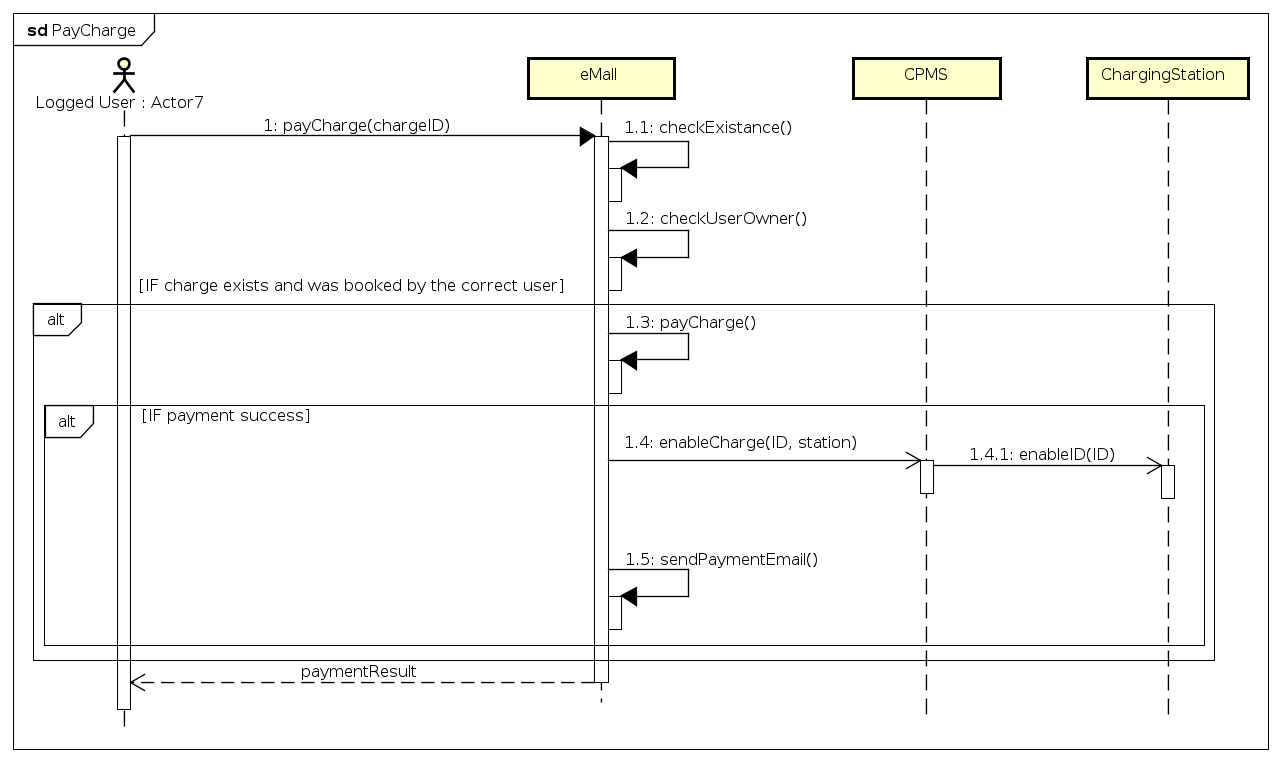 sd PayCharge
Logged User : Actor7
eMall
CPMS
ChargingStation
1: payCharge(chargeID)
1.1: checkExistance()
1.2: checkUserOwner()
[IF charge exists and was booked by the correct user]
alt
1.3: payCharge()
alt
[IF payment success]
1.4: enableCharge(ID, station)
1.4.1: enableID(ID)
1.5: sendPaymentEmail()
paymentResult